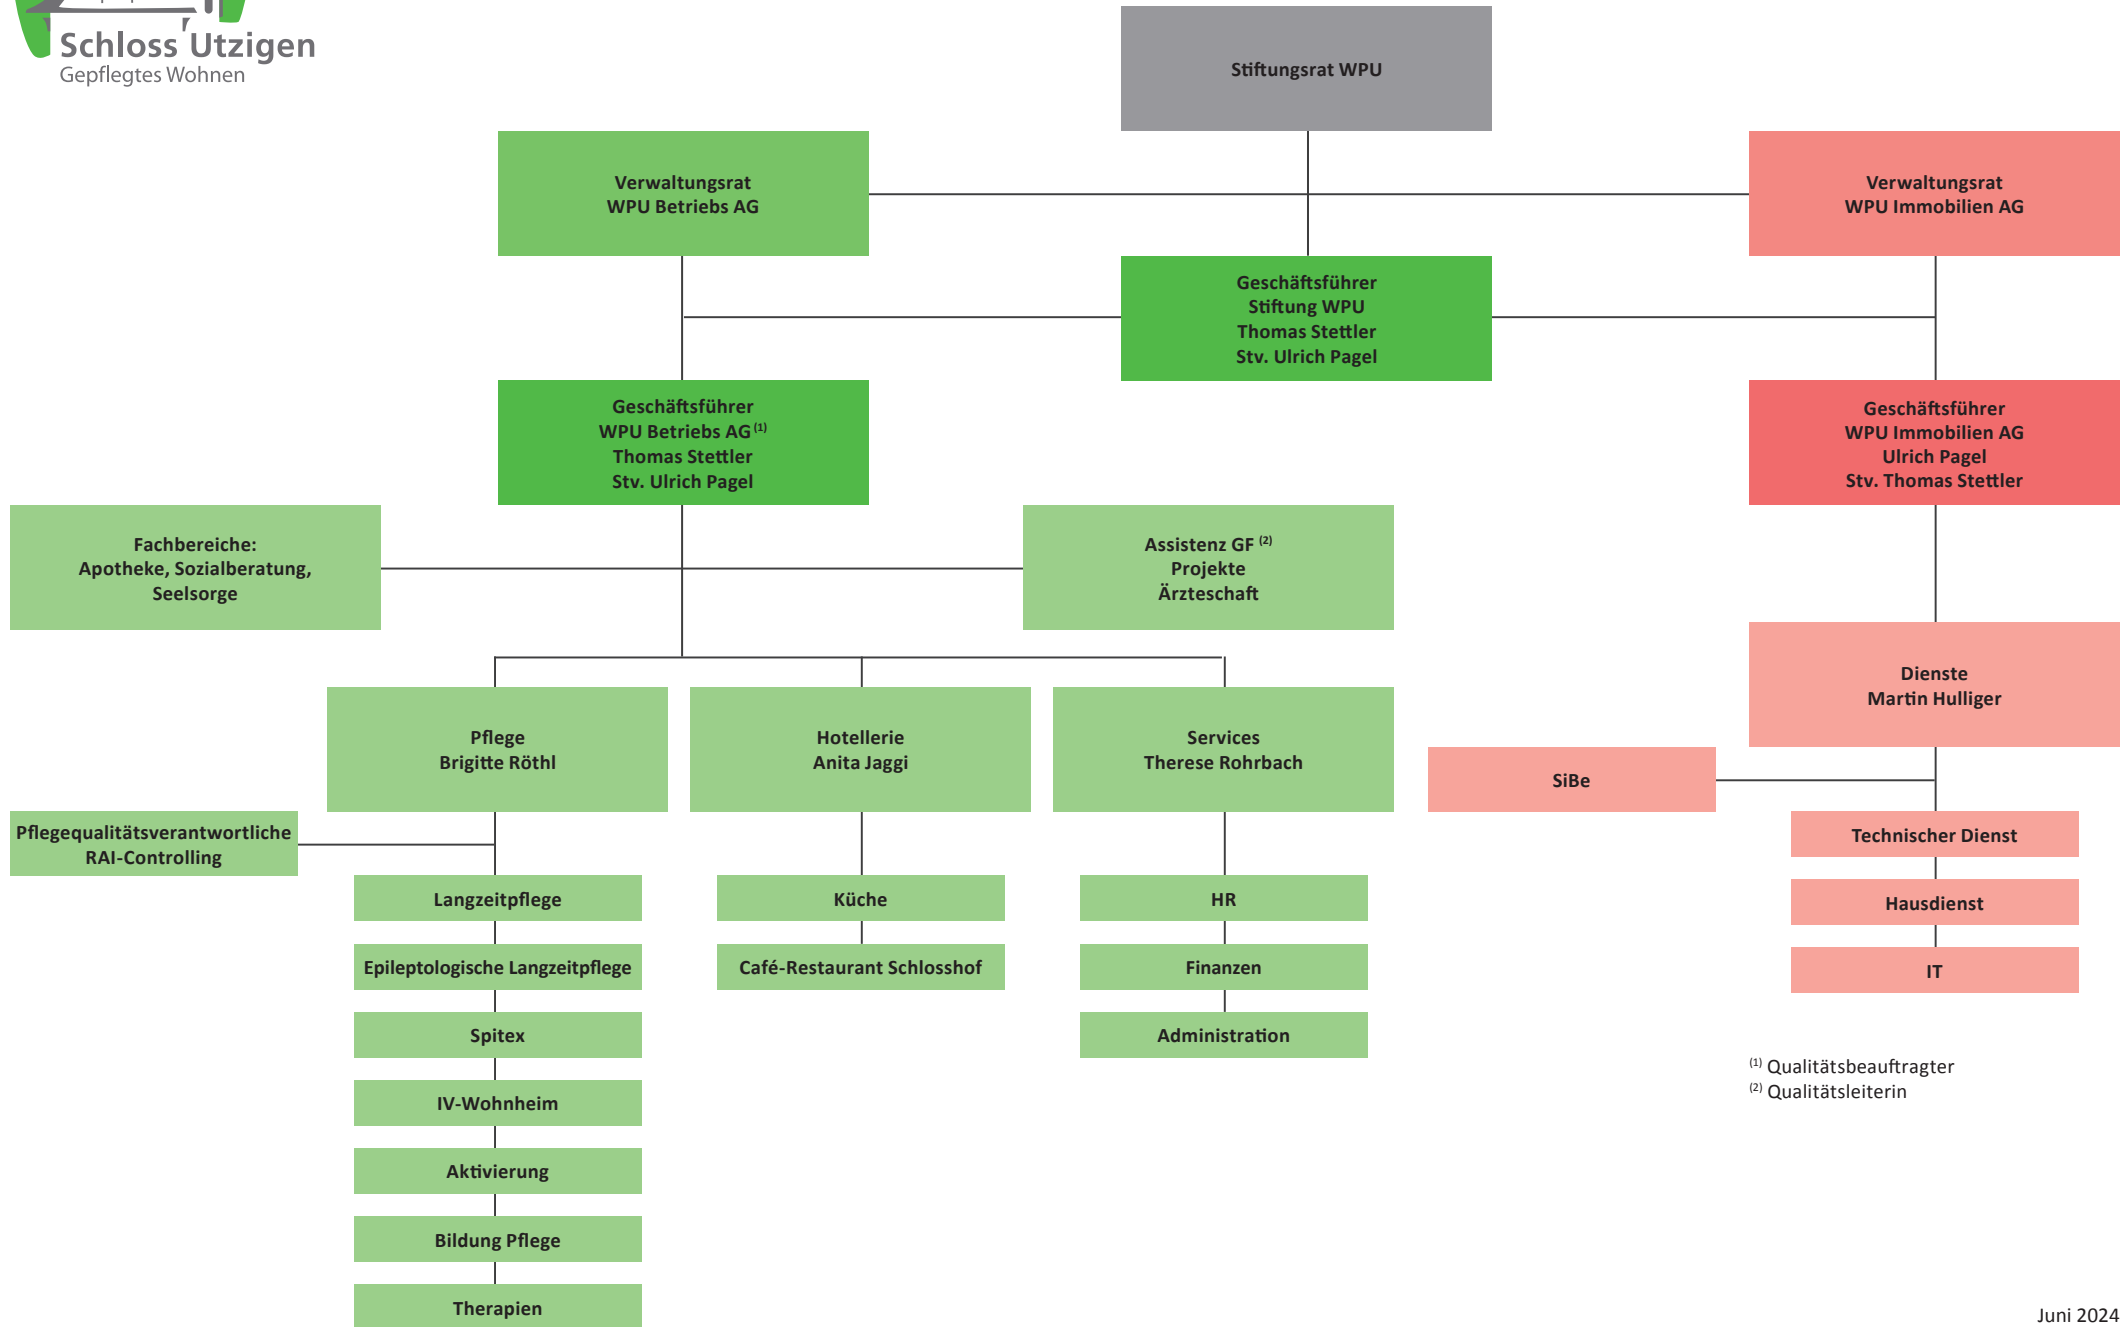 Schloss Utzigen
Gepflegtes Wohnen
Stiftungsrat WPU
Verwaltungsrat
WPU Betriebs AG
Verwaltungsrat
WPU Immobilien AG
Geschäftsführer
Stiftung WPU
Thomas Stettler
Stv. Ulrich Pagel
Geschäftsführer
WPU Betriebs AG (1)
Thomas Stettler
Stv. Ulrich Pagel
Geschäftsführer
WPU Immobilien AG
Ulrich Pagel
Stv. Thomas Stettler
Fachbereiche:
Apotheke, Sozialberatung,
Seelsorge
Assistenz GF (2)
Projekte
Ärzteschaft
Dienste
Martin Hulliger
Pflege
Brigitte Röthl
Hotellerie
Anita Jaggi
Services
Therese Rohrbach
SiBe
Pflegequalitätsverantwortliche
RAI-Controlling
Technischer Dienst
Hausdienst
IT
Langzeitpflege
Epileptologische Langzeitpflege
Spitex
IV-Wohnheim
Aktivierung
Bildung Pflege
Therapien
Küche
Café-Restaurant Schlosshof
HR
Finanzen
Administration
(1) Qualitätsbeauftragter
(2) Qualitätsleiterin
Juni 2024